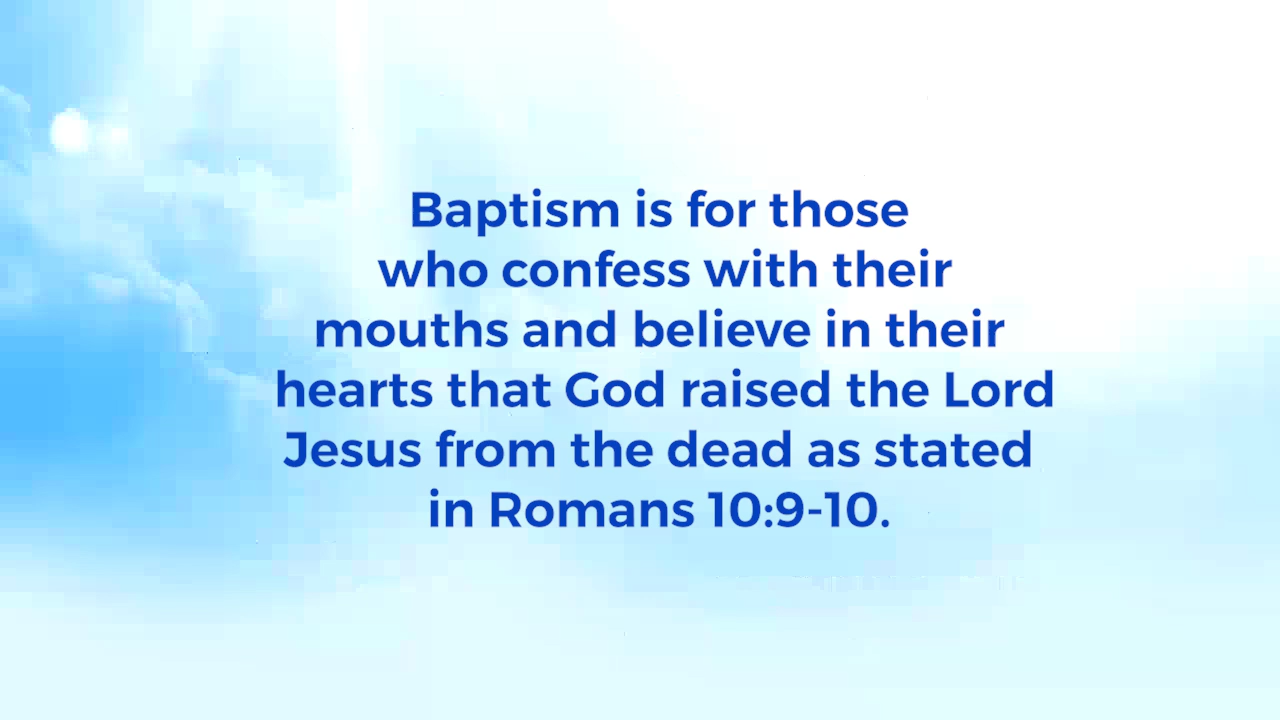 Baptism is for those
who confess with their
mouths and believe in their
hearts that God raised the Lord
Jesus from the dead as stated
in Romans 10:9-10.